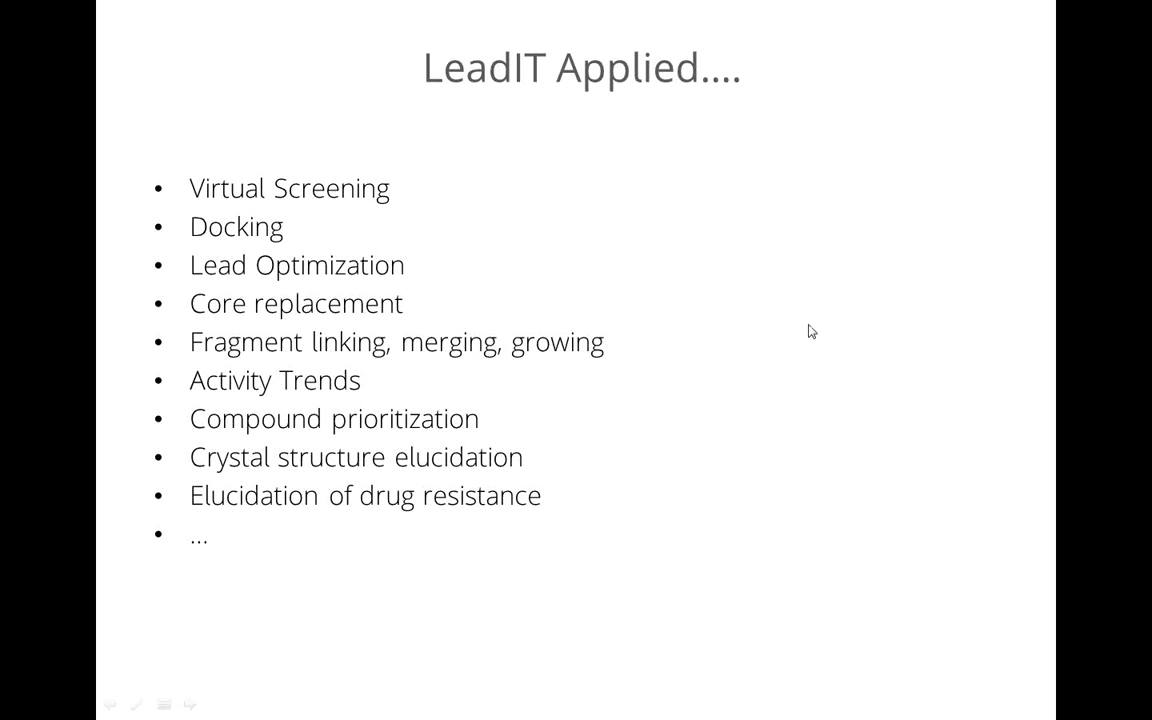 LeadIT Applied....
• Virtual Screening
• Docking
• Lead Optimization
• Core replacement
• Fragment linking, merging, growing
• Activity Trends
• Compound prioritization
• Crystal structure elucidation
• Elucidation of drug resistance
• ...